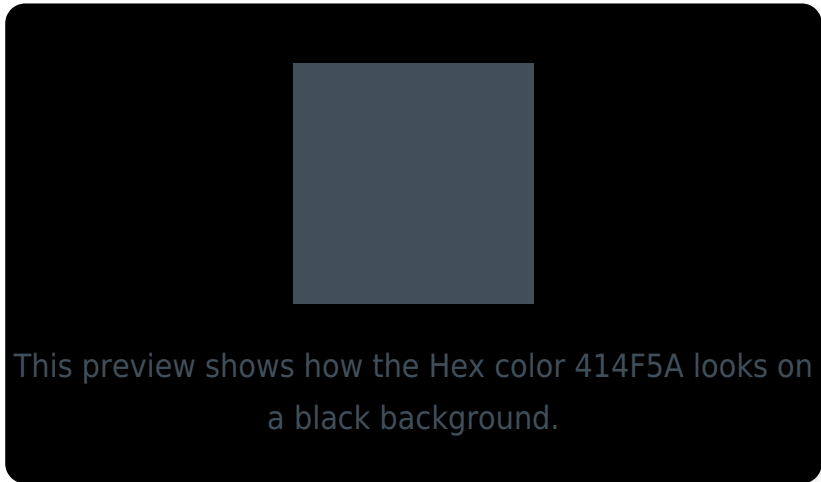 This preview shows how the Hex color 414F5A looks on
a black background.